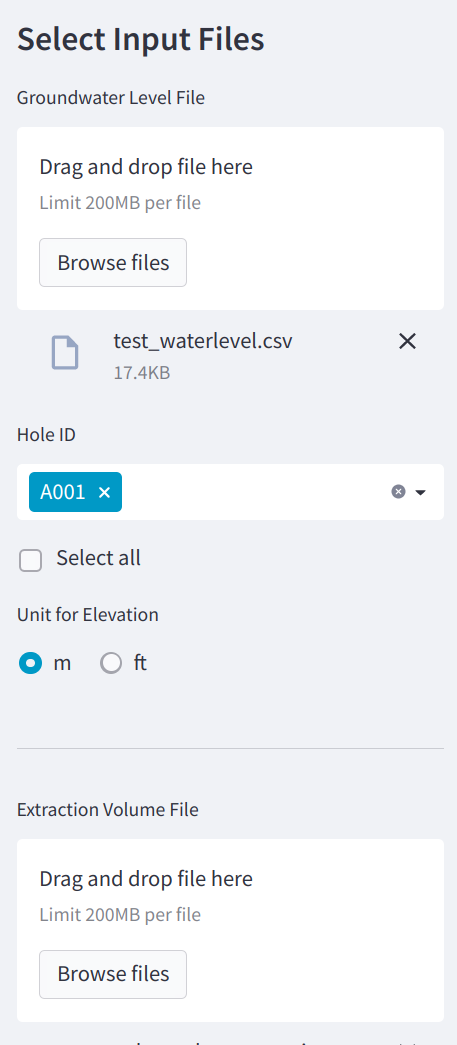 Select Input Files
Groundwater Level File
Drag and drop file here
Limit 200MB per file
Browse files
test_waterlevel.csv
17.4KB
Hole ID
A001
Select all
Unit for Elevation
m ft
Extraction Volume File
Drag and drop file here
Limit 200MB per file
Browse files